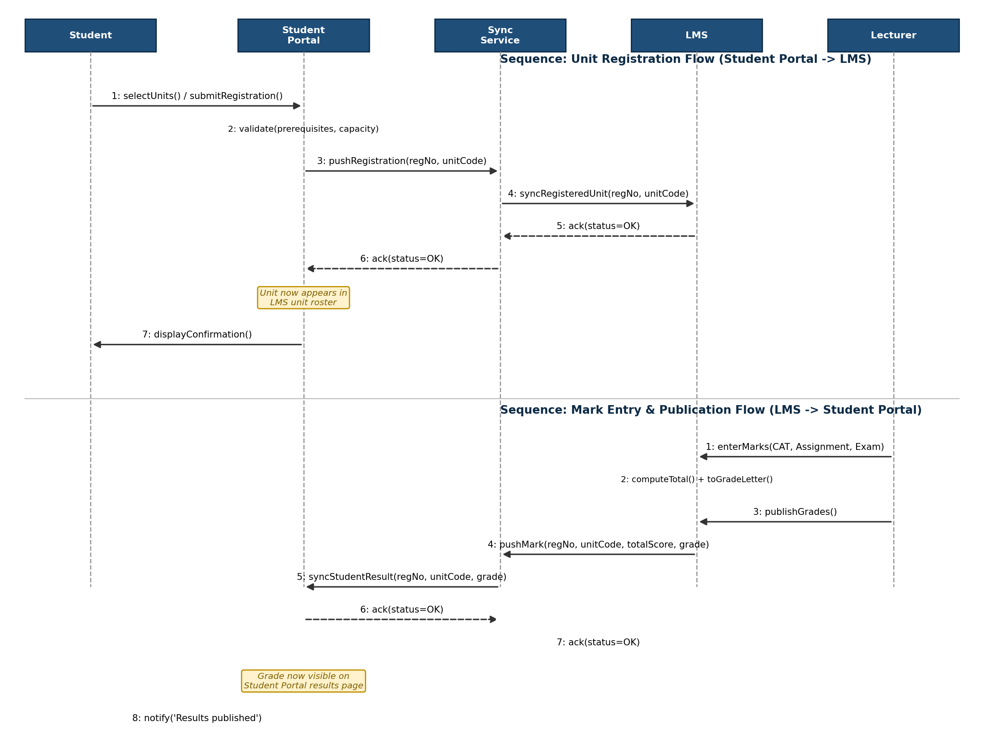 Student
Student
Portal
Sync
Service
LMS
Lecturer
Sequence: Unit Registration Flow (Student Portal -> LMS)
1: selectUnits() / submitRegistration()
2: validate(prerequisites, capacity)
3: pushRegistration(regNo, unitCode)
4: syncRegisteredUnit(regNo, unitCode)
5: ack(status=OK)
6: ack(status=OK)
Unit now appears in
LMS unit roster
7: displayConfirmation()
Sequence: Mark Entry & Publication Flow (LMS -> Student Portal)
1: enterMarks(CAT, Assignment, Exam)
2: computeTotal() + toGradeLetter()
3: publishGrades()
4: pushMark(regNo, unitCode, totalScore, grade)
5: syncStudentResult(regNo, unitCode, grade)
6: ack(status=OK)
7: ack(status=OK)
Grade now visible on
Student Portal results page
8: notify('Results published')